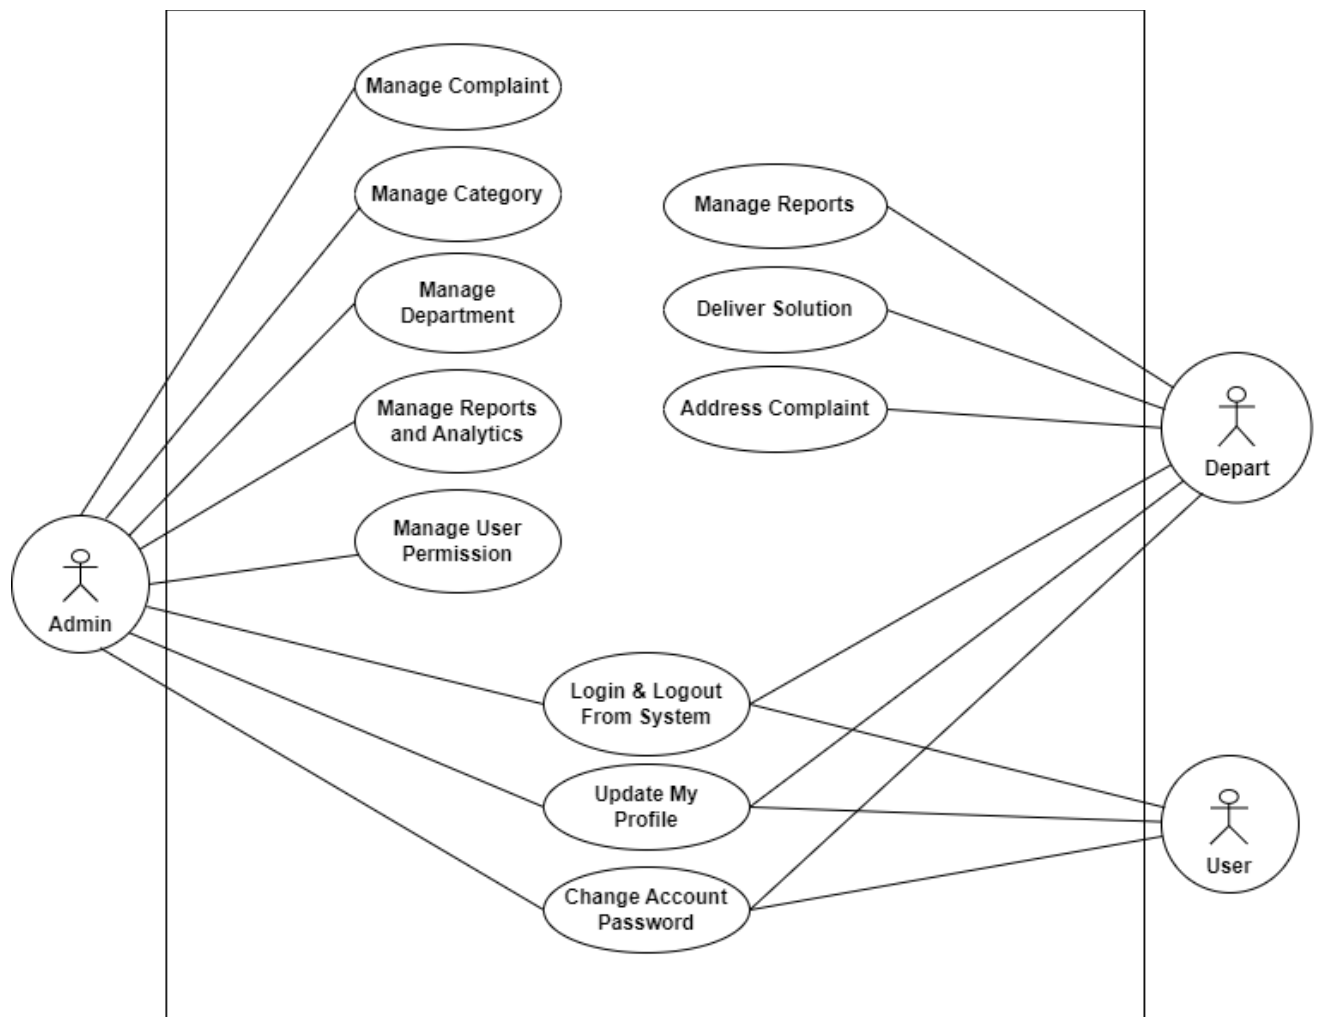 Manage Complaint
Manage Category
Manage
Department
Manage Reports
and Analytics
Manage User
Permission
Manage Reports
Deliver Solution
Address Complaint
Depart
Admin
Login & Logout
From System
Update My
Profile
Change Account
Password
User